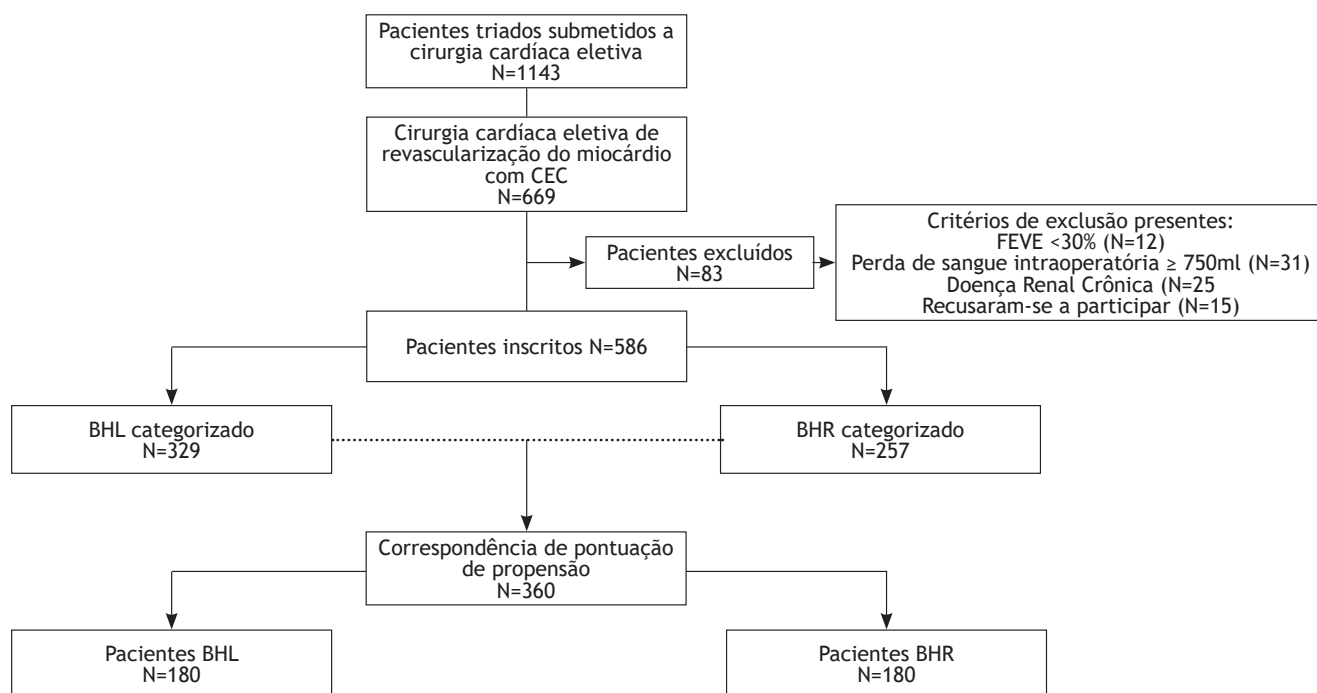 Pacientes triados submetidos a
cirurgia cardíaca eletiva
N=1143
Cirurgia cardíaca eletiva de
revascularização do miocárdio
com CEC
N=669
Pacientes excluídos
N=83
Critérios de exclusão presentes:
FEVE <30% (N=12)
Perda de sangue intraoperatória ≥ 750ml (N=31)
Doença Renal Crônica (N=25
Recusaram-se a participar (N=15)
Pacientes inscritos N=586
BHL categorizado
N=329
BHR categorizado
N=257
Correspondência de pontuação
de propensão
N=360
Pacientes BHL
N=180
Pacientes BHR
N=180